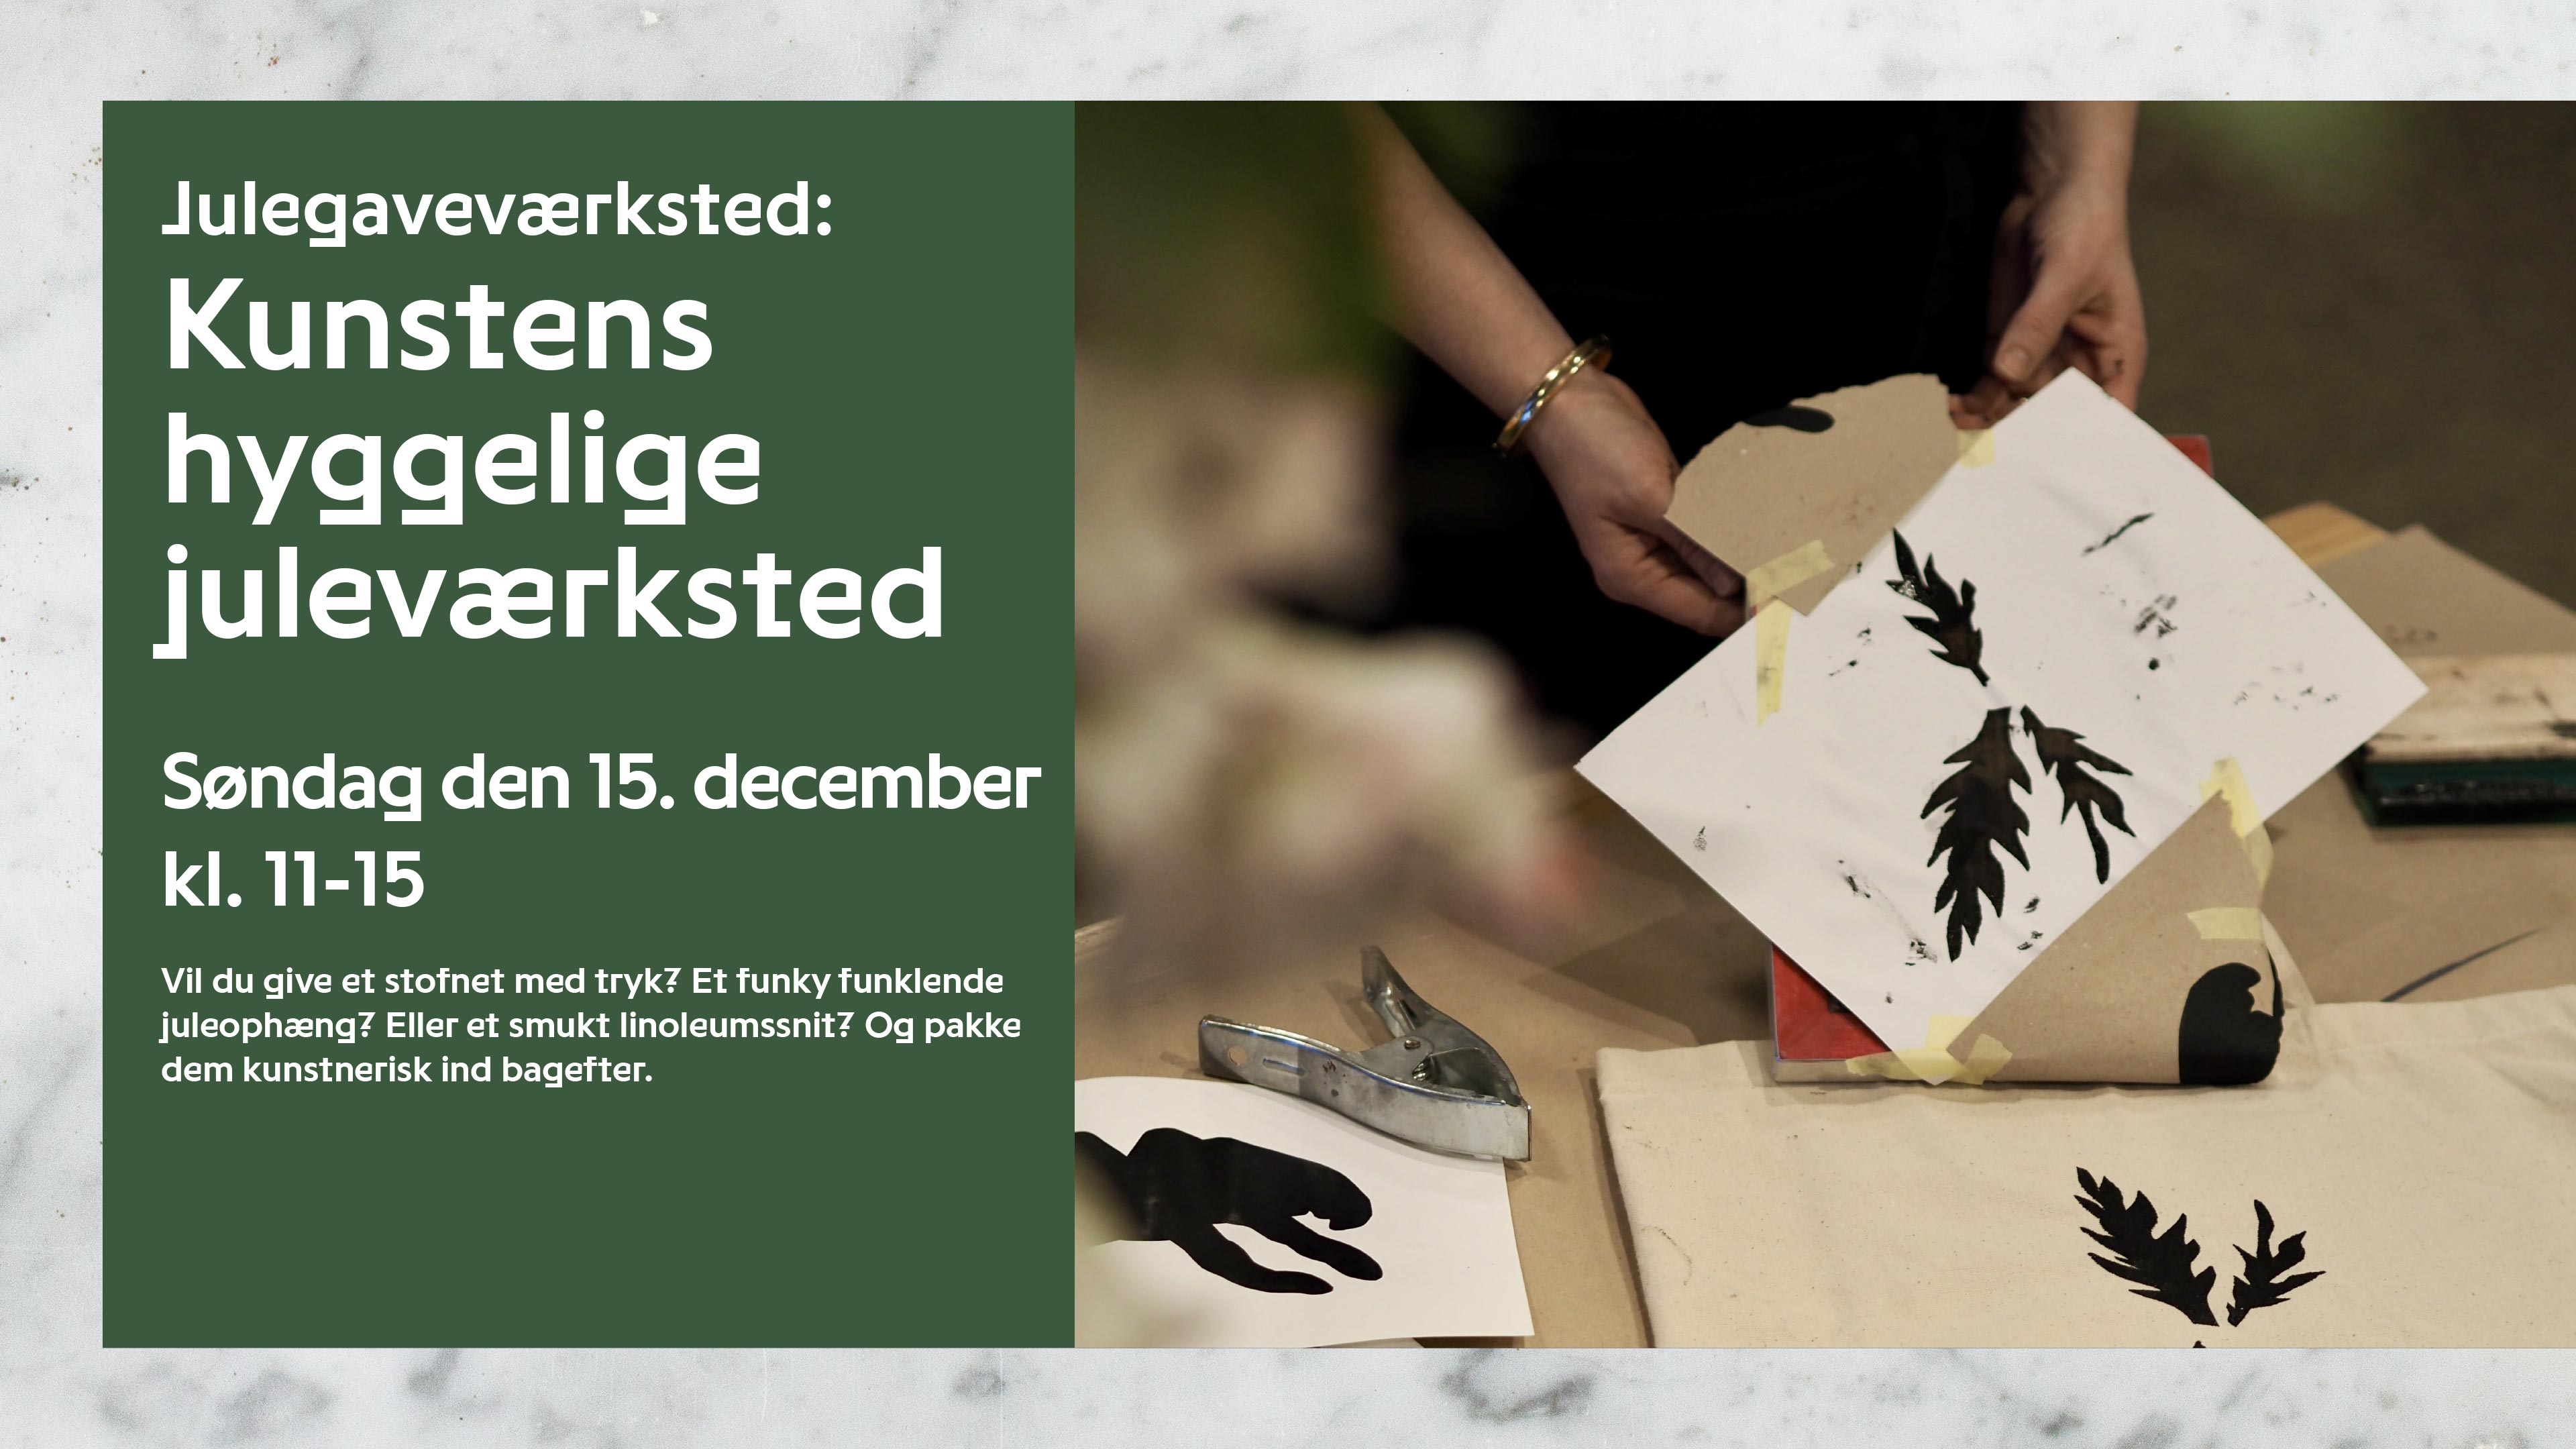 Julegaveværksted:
Kunstens
hyggelige
juleværksted
Søndag den 15. december
kl. 11-15
Vil du give et stofnet med tryk? Et funky funklende
juleophæng? Eller et smukt linoleumssnit? Og pakke
dem kunstnerisk ind bagefter.